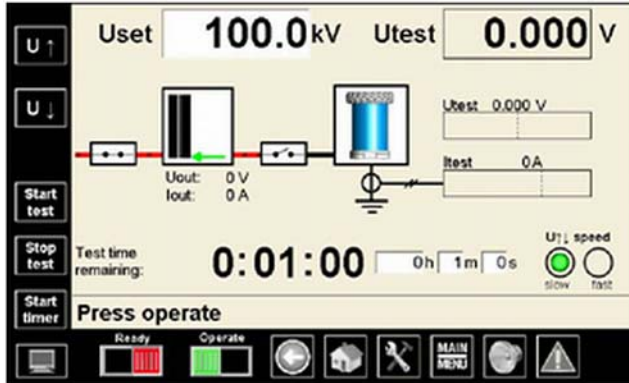 U ↑
Uset 100.0 kV Utest 0.000 V
U ↓
Utest 0.000 V
Itest 0A
Uout: 0 V
Iout: 0 A
Start test
Stop test
Test time remaining: 0:01:00 0h 1m 0s
U↑↓ speed
slow fast
Start timer
Press operate
Ready Operate
MAIN MENU